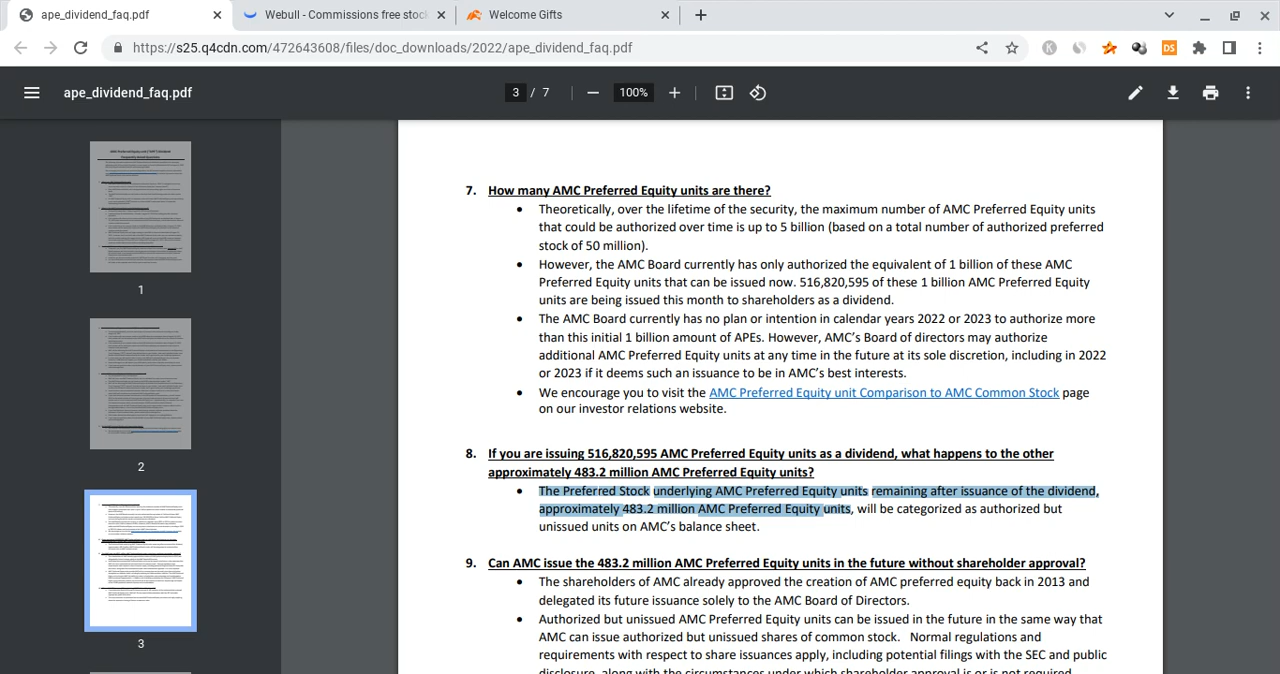 ape_dividend_faq.pdf
Webull - Commissions free stock
Welcome Gifts
https://s25.q4cdn.com/472643608/files/doc_downloads/2022/ape_dividend_faq.pdf
K
DS
ape_dividend_faq.pdf
3 / 7
100%
1
2
3
7. How many AMC Preferred Equity units are there?
• Theoretically, over the lifetime of the security, the maximum number of AMC Preferred Equity units
that could be authorized over time is up to 5 billion (based on a total number of authorized preferred
stock of 50 million).
• However, the AMC Board currently has only authorized the equivalent of 1 billion of these AMC
Preferred Equity units that can be issued now. 516,820,595 of these 1 billion AMC Preferred Equity
units are being issued this month to shareholders as a dividend.
• The AMC Board currently has no plan or intention in calendar years 2022 or 2023 to authorize more
than this initial 1 billion amount of APEs. However, AMC's Board of directors may authorize
additional AMC Preferred Equity units at any time in the future at its sole discretion, including in 2022
or 2023 if it deems such an issuance to be in AMC's best interests.
• We encourage you to visit the AMC Preferred Equity unit Comparison to AMC Common Stock page
on our investor relations website.
8. If you are issuing 516,820,595 AMC Preferred Equity units as a dividend, what happens to the other
approximately 483.2 million AMC Preferred Equity units?
• The Preferred Stock underlying AMC Preferred Equity units remaining after issuance of the dividend,
approximately 483.2 million AMC Preferred Equity units, will be categorized as authorized but
unissued units on AMC's balance sheet.
9. Can AMC 3.2 million AMC Preferred Equity in the future without shareholder approval?
• The shareholders of AMC already approved the creation of AMC preferred equity back in 2013 and
delegated its future issuance solely to the AMC Board of Directors.
• Authorized but unissued AMC Preferred Equity units can be issued in the future in the same way that
AMC can issue authorized but unissued shares of common stock. Normal regulations and
requirements with respect to share issuances apply, including potential filings with the SEC and public
disclosure, along with the circumstances under which shareholder approval is or is not required.